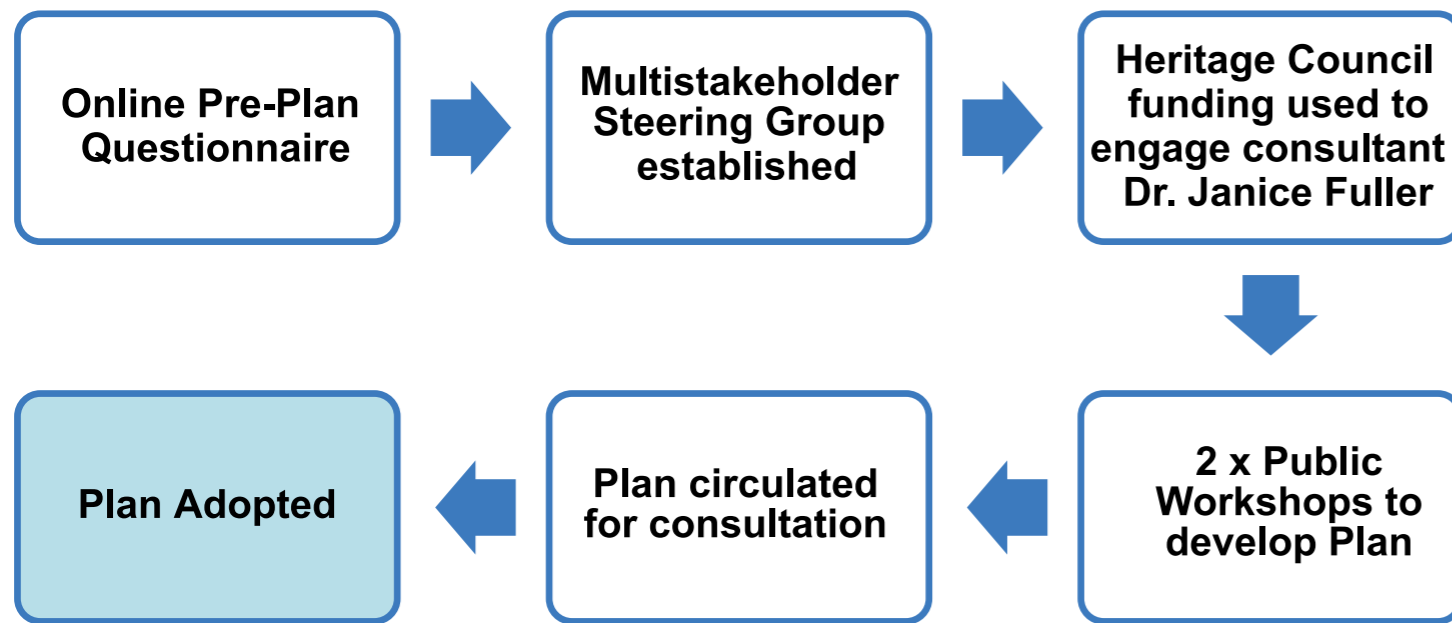 Online Pre-Plan
Questionnaire
Multistakeholder
Steering Group
established
Heritage Council
funding used to
engage consultant
Dr. Janice Fuller
2 x Public
Workshops to
develop Plan
Plan circulated
for consultation
Plan Adopted